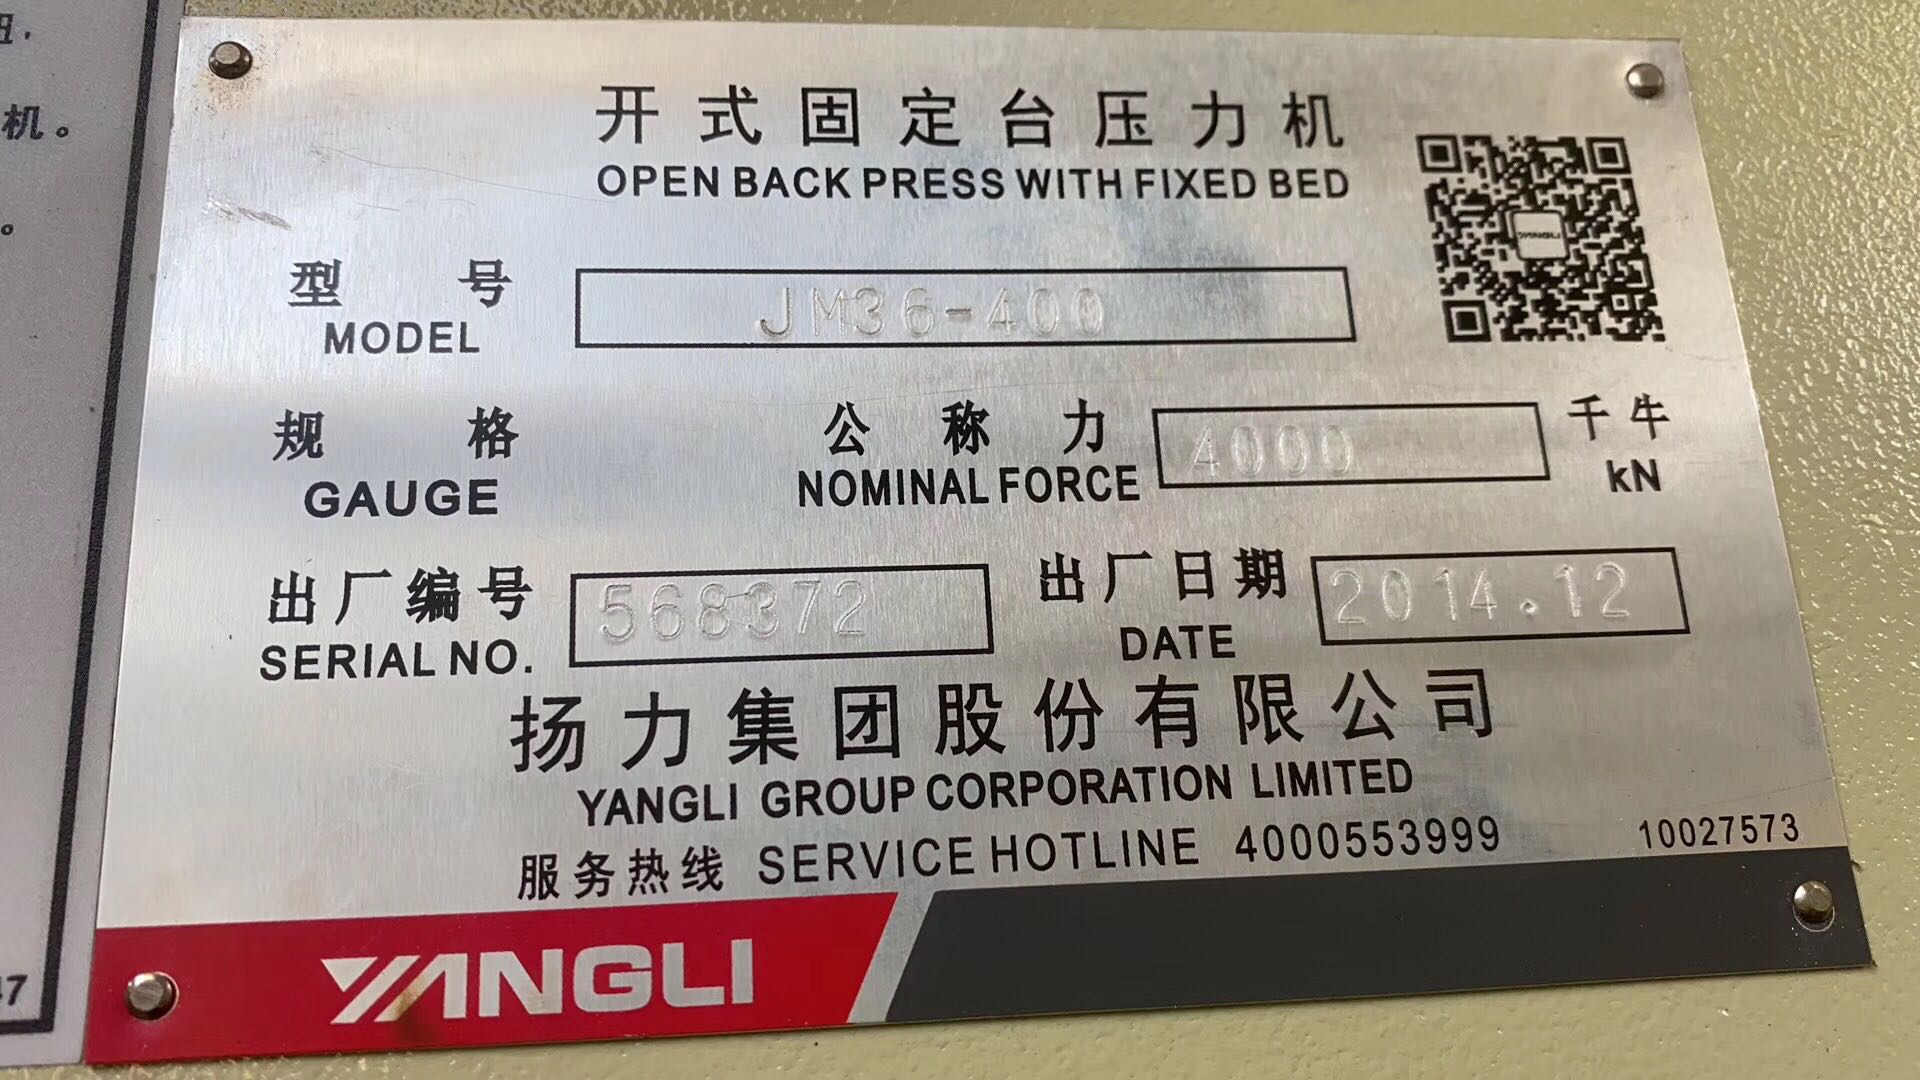 机。
47
开式固定台压力机
OPEN BACK PRESS WITH FIXED BED
YANGLI
型号 JM36-400
MODEL
规格 公称力 4000 千牛
GAUGE NOMINAL FORCE kN
出厂编号 568372 出厂日期 2014.12
SERIAL NO. DATE
扬力集团股份有限公司
YANGLI GROUP CORPORATION LIMITED
服务热线 SERVICE HOTLINE 4000553999
10027573
YANGLI